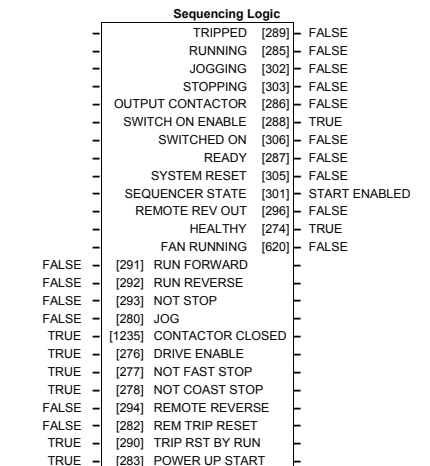 Sequencing Logic
TRIPPED [289] FALSE
RUNNING [285] FALSE
JOGGING [302] FALSE
STOPPING [303] FALSE
OUTPUT CONTACTOR [286] FALSE
SWITCH ON ENABLE [288] TRUE
SWITCHED ON [306] FALSE
READY [287] FALSE
SYSTEM RESET [305] FALSE
SEQUENCER STATE [301] START ENABLED
REMOTE REV OUT [296] FALSE
HEALTHY [274] TRUE
FAN RUNNING [620] FALSE
FALSE [291] RUN FORWARD
FALSE [292] RUN REVERSE
FALSE [293] NOT STOP
FALSE [280] JOG
TRUE [1235] CONTACTOR CLOSED
TRUE [276] DRIVE ENABLE
TRUE [277] NOT FAST STOP
TRUE [278] NOT COAST STOP
FALSE [294] REMOTE REVERSE
FALSE [282] REM TRIP RESET
TRUE [290] TRIP RST BY RUN
TRUE [283] POWER UP START